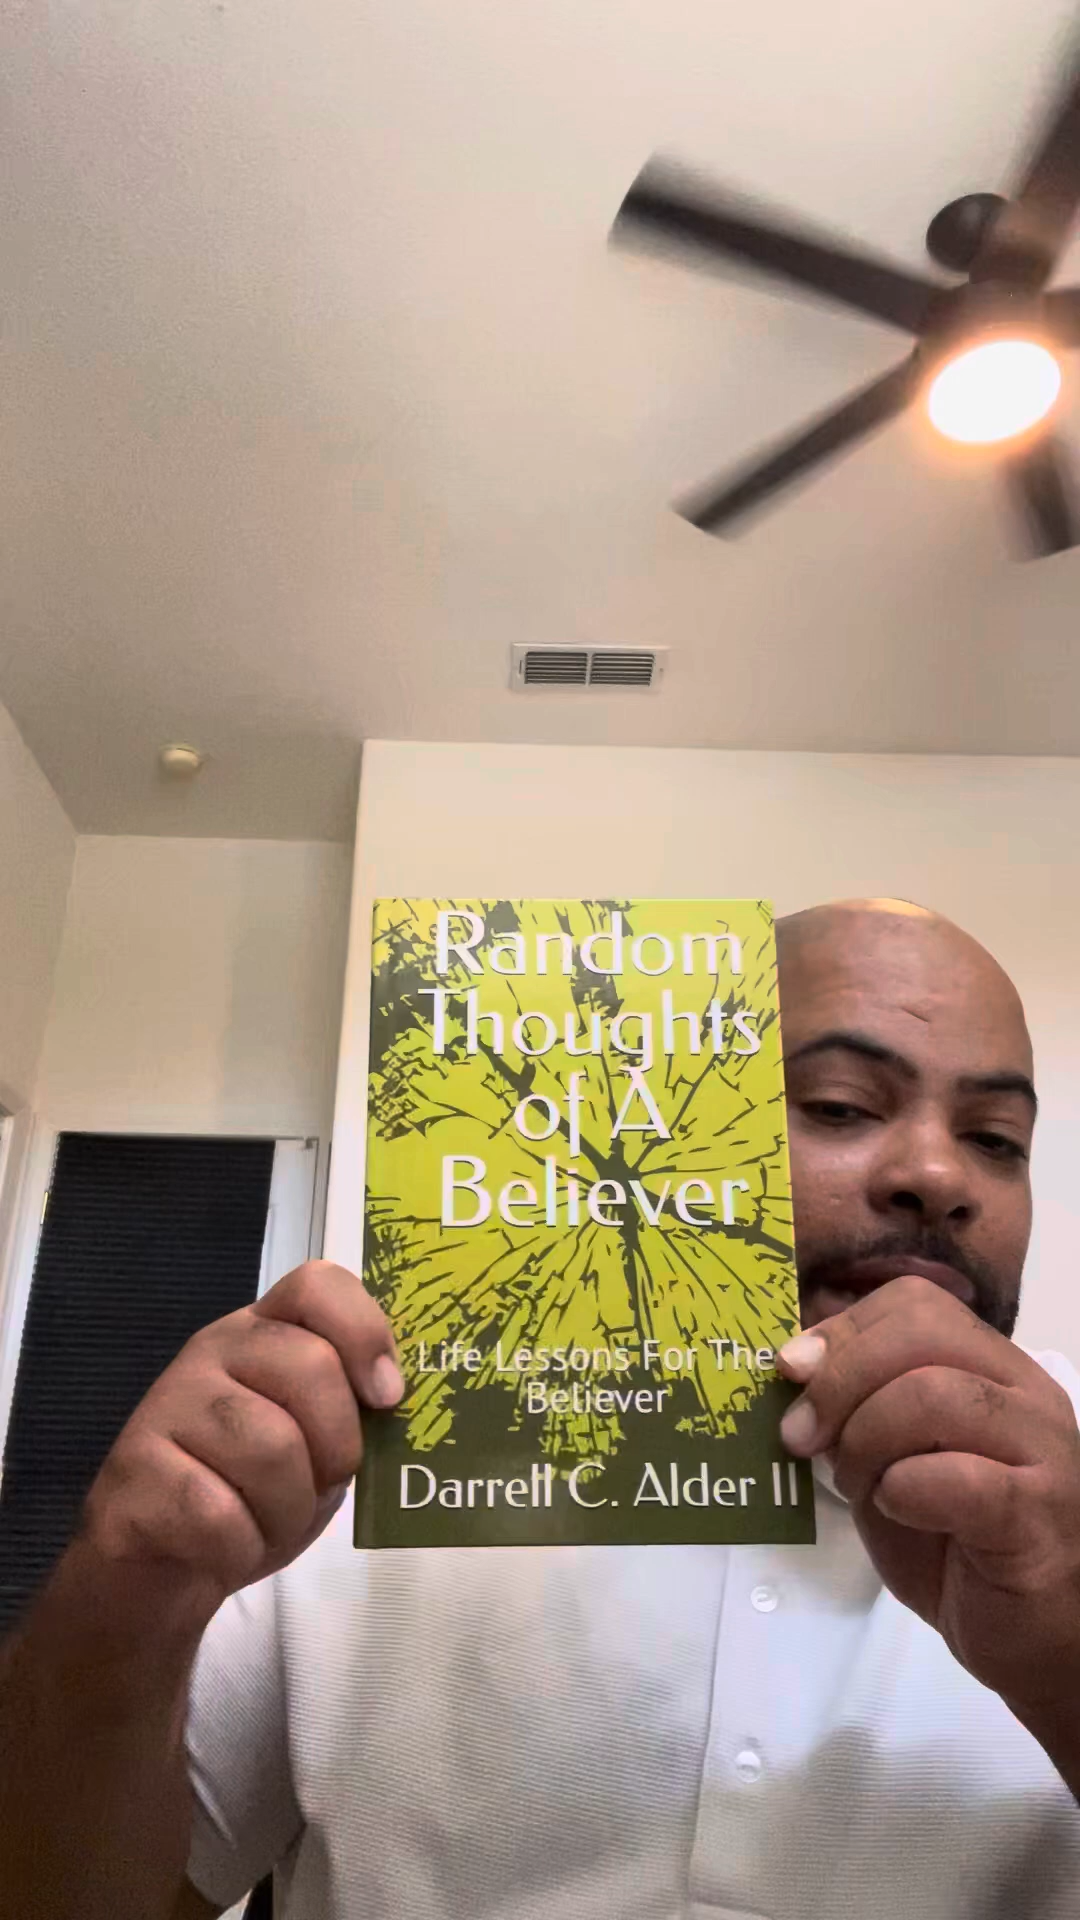 Random
Thoughts
of A
Believer
Life Lessons For The
Believer
Darrell C. Alder II